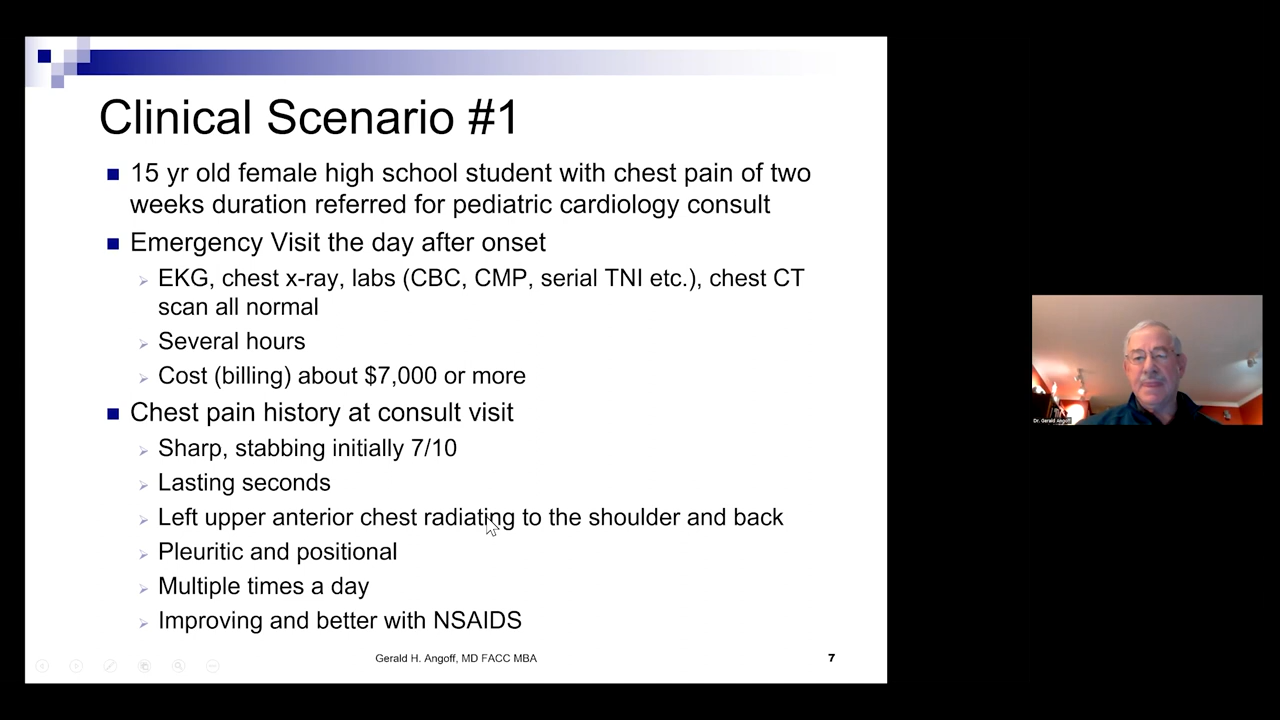 Clinical Scenario #1
15 yr old female high school student with chest pain of two
weeks duration referred for pediatric cardiology consult
Emergency Visit the day after onset
EKG, chest x-ray, labs (CBC, CMP, serial TNI etc.), chest CT
scan all normal
Several hours
Cost (billing) about $7,000 or more
Chest pain history at consult visit
Sharp, stabbing initially 7/10
Lasting seconds
Left upper anterior chest radiating to the shoulder and back
Pleuritic and positional
Multiple times a day
Improving and better with NSAIDS
Gerald H. Angoff, MD FACC MBA
7
Dr. Gerald Angoff